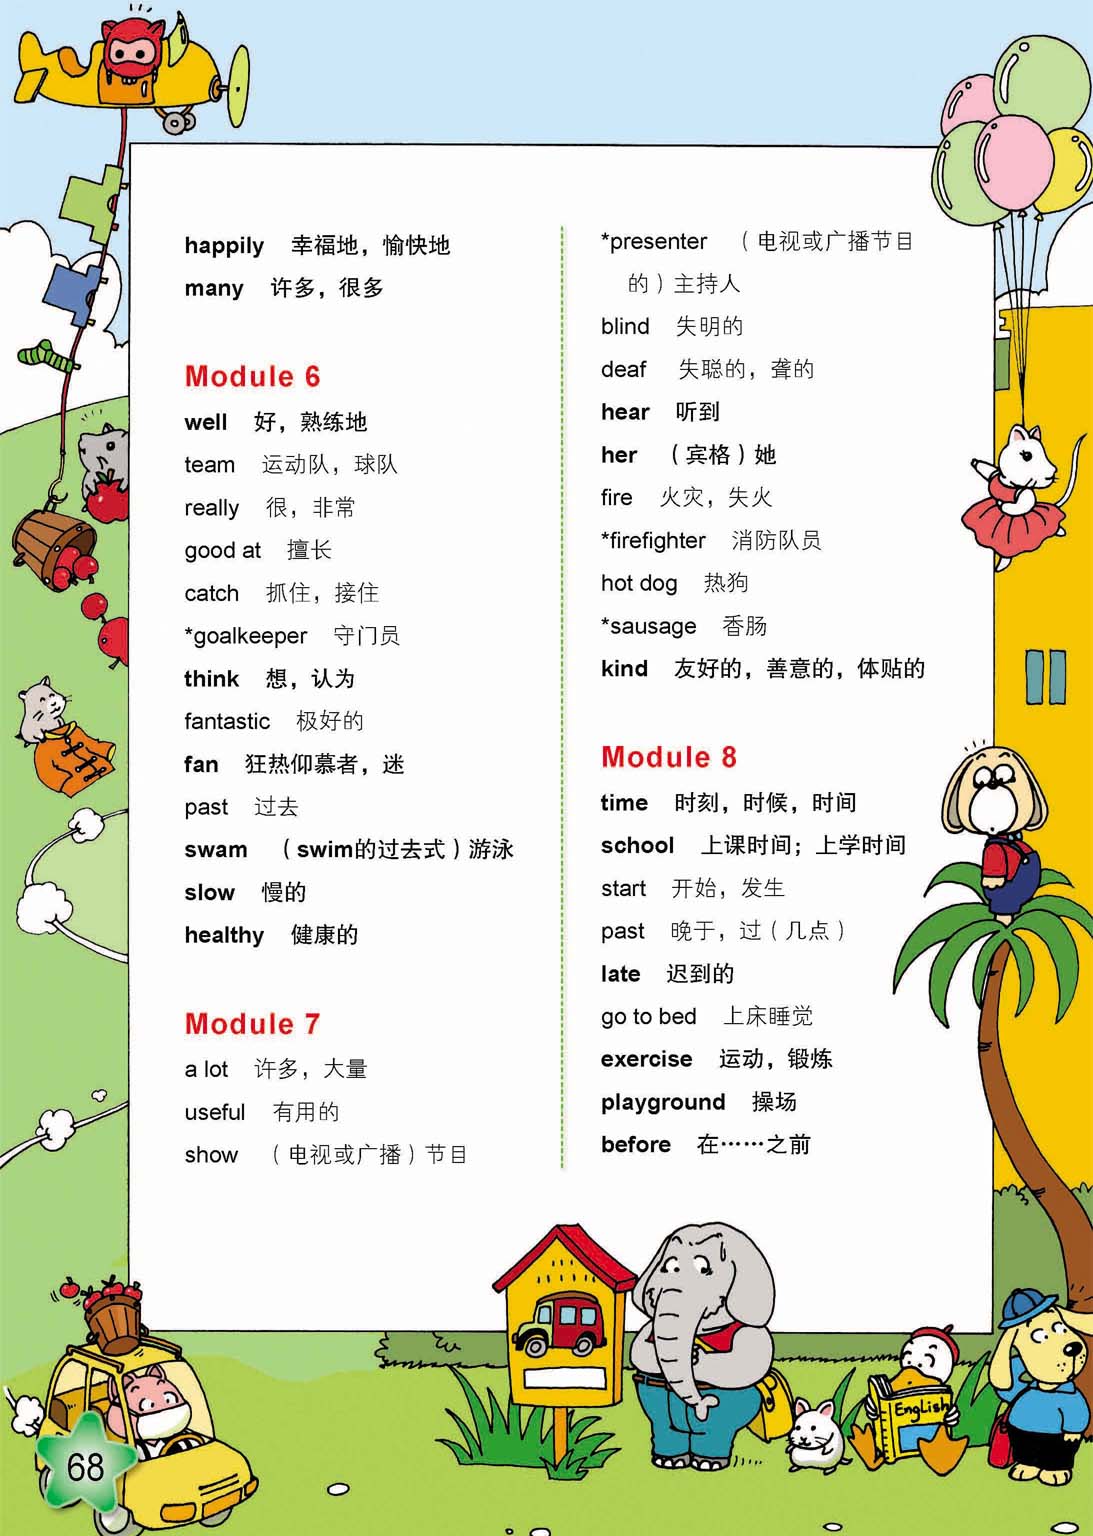 happily 幸福地，愉快地
many 许多，很多
Module 6
well 好，熟练地
team 运动队，球队
really 很，非常
good at 擅长
catch 抓住，接住
*goalkeeper 守门员
think 想，认为
fantastic 极好的
fan 狂热仰慕者，迷
past 过去
swam （swim的过去式）游泳
slow 慢的
healthy 健康的
Module 7
a lot 许多，大量
useful 有用的
show （电视或广播）节目
*presenter （电视或广播节目
的）主持人
blind 失明的
deaf 失聪的，聋的
hear 听到
her （宾格）她
fire 火灾，失火
*firefighter 消防队员
hot dog 热狗
*sausage 香肠
kind 友好的，善意的，体贴的
Module 8
time 时刻，时候，时间
school 上课时间；上学时间
start 开始，发生
past 晚于，过（几点）
late 迟到的
go to bed 上床睡觉
exercise 运动，锻炼
playground 操场
before 在……之前
English
68